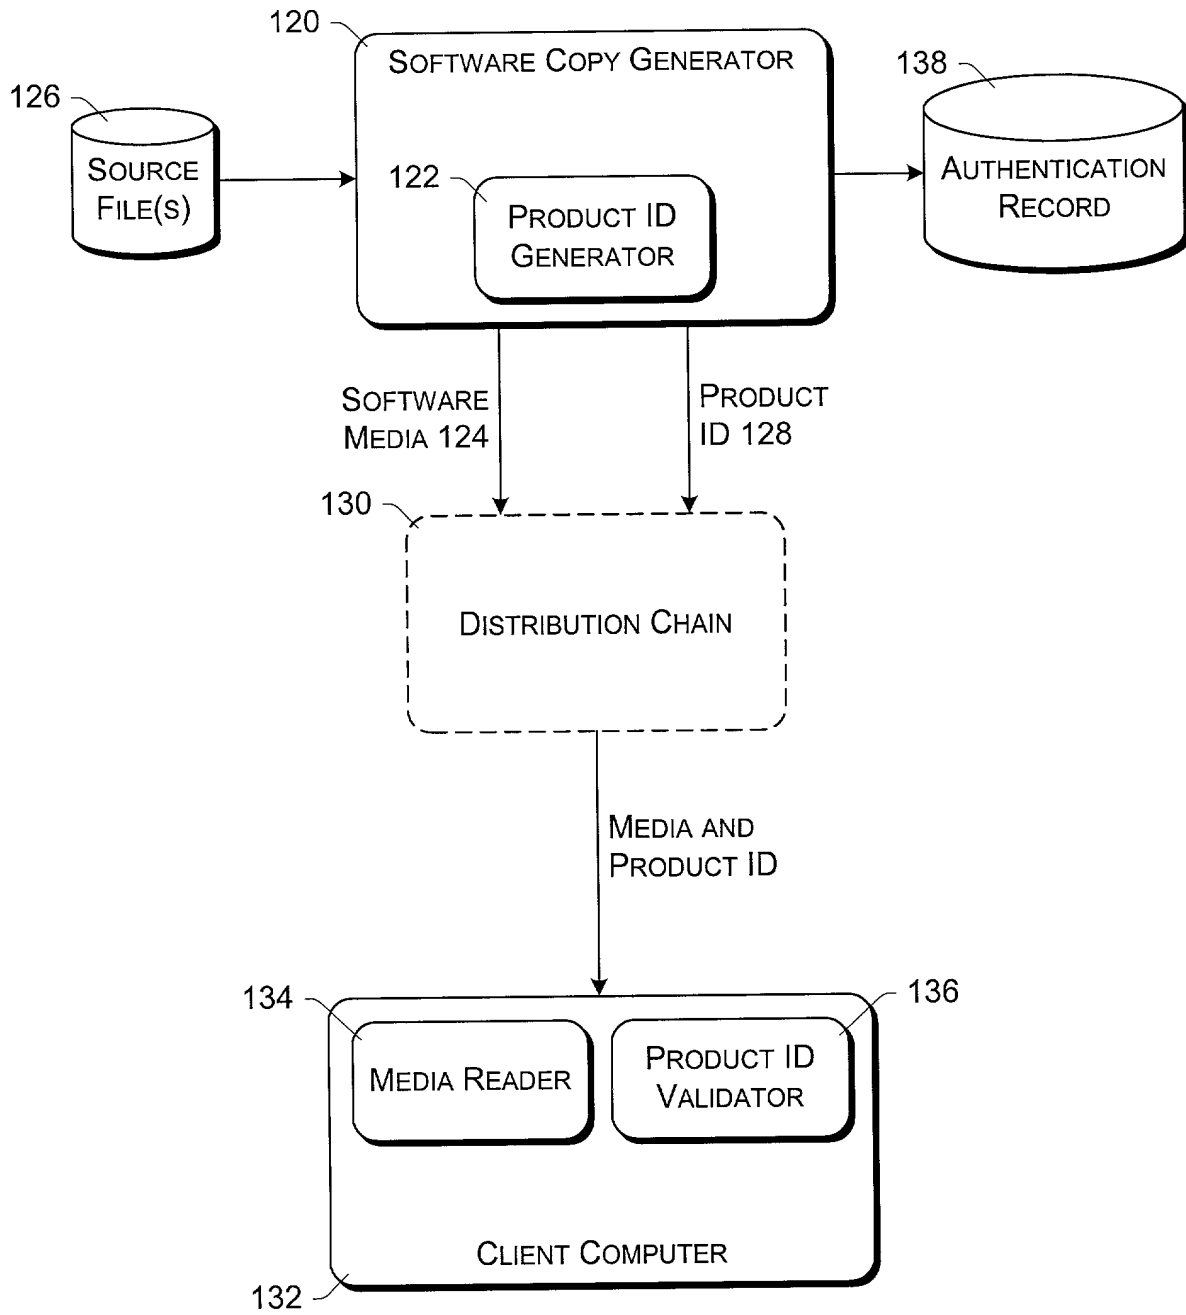 120
SOFTWARE COPY GENERATOR
138
126
SOURCE
FILE(S)
122
PRODUCT ID
GENERATOR
AUTHENTICATION
RECORD
SOFTWARE
MEDIA 124
PRODUCT
ID 128
130
DISTRIBUTION CHAIN
MEDIA AND
PRODUCT ID
134
136
MEDIA READER
PRODUCT ID
VALIDATOR
CLIENT COMPUTER
132